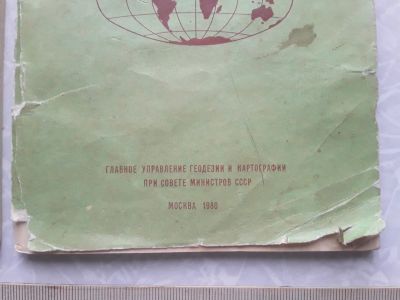 ГЛАВНОЕ УПРАВЛЕНИЕ ГЕОДЕЗИИ И КАРТОГРАФИИ
ПРИ СОВЕТЕ МИНИСТРОВ СССР
МОСКВА 1980